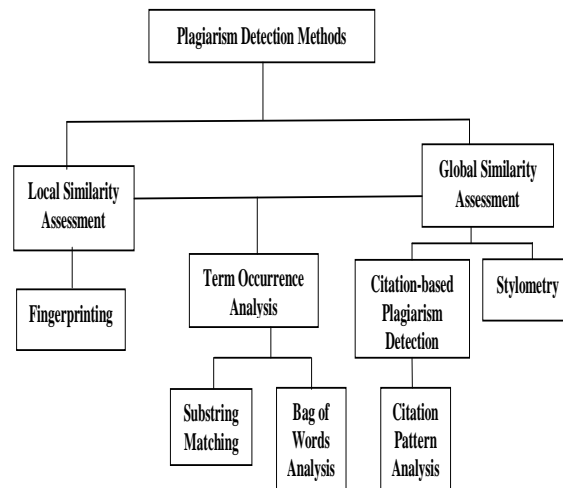 Plagiarism Detection Methods
Local Similarity
Assessment
Global Similarity
Assessment
Fingerprinting
Term Occurrence
Analysis
Citation-based
Plagiarism
Detection
Stylometry
Substring
Matching
Bag of
Words
Analysis
Citation
Pattern
Analysis